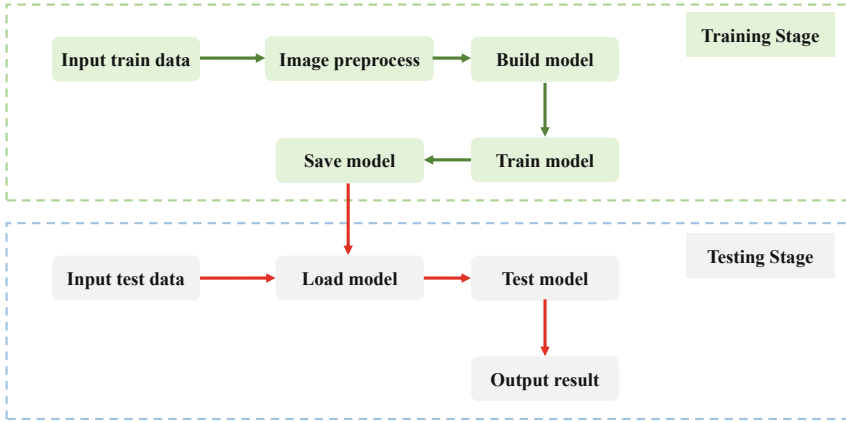 Training Stage
Input train data
Image preprocess
Build model
Save model
Train model
Testing Stage
Input test data
Load model
Test model
Output result